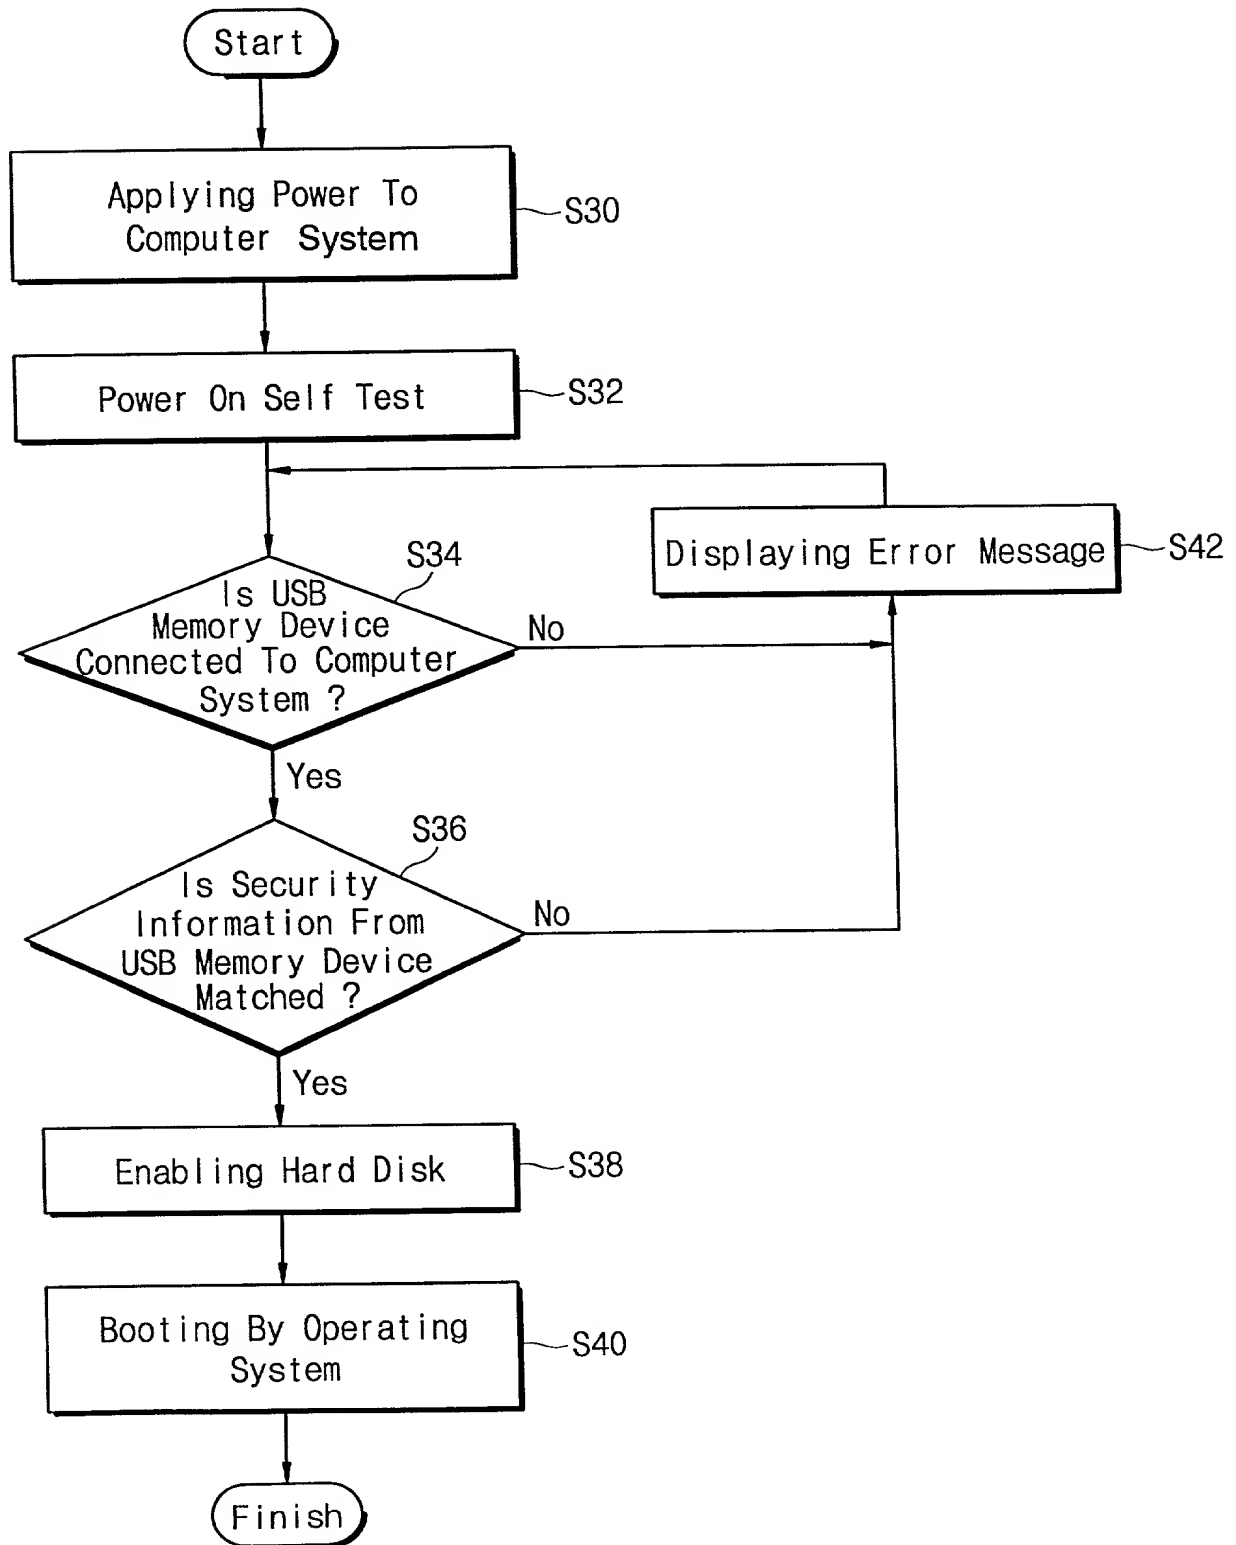 Start
Applying Power To
Computer System
S30
Power On Self Test
S32
Displaying Error Message
S42
S34
Is USB
Memory Device
Connected To Computer
System ?
No
Yes
S36
Is Security
Information From
USB Memory Device
Matched ?
No
Yes
Enabling Hard Disk
S38
Booting By Operating
System
S40
Finish